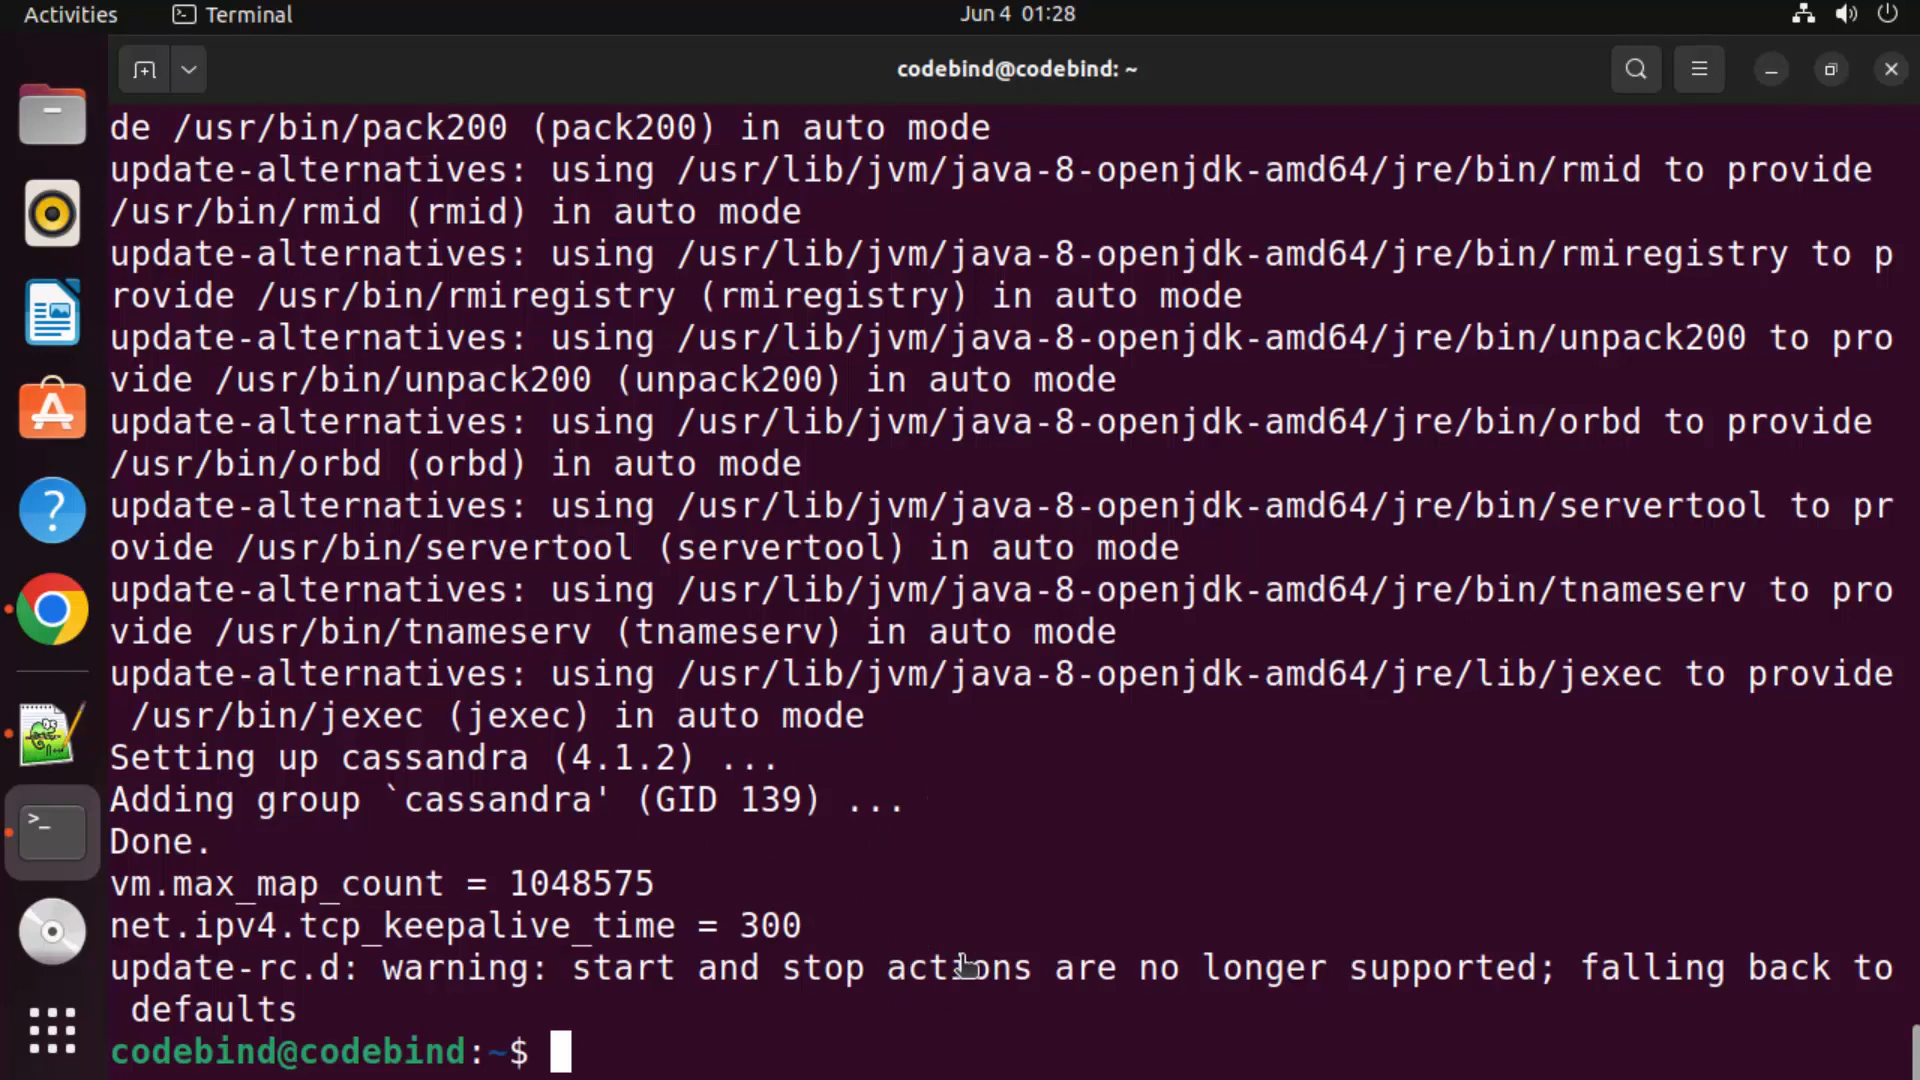 Activities Terminal Jun 4 01:28
codebind@codebind: ~
de /usr/bin/pack200 (pack200) in auto mode
update-alternatives: using /usr/lib/jvm/java-8-openjdk-amd64/jre/bin/rmid to provide
/usr/bin/rmid (rmid) in auto mode
update-alternatives: using /usr/lib/jvm/java-8-openjdk-amd64/jre/bin/rmiregistry to p
rovide /usr/bin/rmiregistry (rmiregistry) in auto mode
update-alternatives: using /usr/lib/jvm/java-8-openjdk-amd64/jre/bin/unpack200 to pro
vide /usr/bin/unpack200 (unpack200) in auto mode
update-alternatives: using /usr/lib/jvm/java-8-openjdk-amd64/jre/bin/orbd to provide
/usr/bin/orbd (orbd) in auto mode
update-alternatives: using /usr/lib/jvm/java-8-openjdk-amd64/jre/bin/servertool to pr
ovide /usr/bin/servertool (servertool) in auto mode
update-alternatives: using /usr/lib/jvm/java-8-openjdk-amd64/jre/bin/tnameserv to pro
vide /usr/bin/tnameserv (tnameserv) in auto mode
update-alternatives: using /usr/lib/jvm/java-8-openjdk-amd64/jre/lib/jexec to provide
 /usr/bin/jexec (jexec) in auto mode
Setting up cassandra (4.1.2) ...
Adding group `cassandra' (GID 139) ...
Done.
vm.max_map_count = 1048575
net.ipv4.tcp_keepalive_time = 300
update-rc.d: warning: start and stop actions are no longer supported; falling back to
 defaults
codebind@codebind:~$